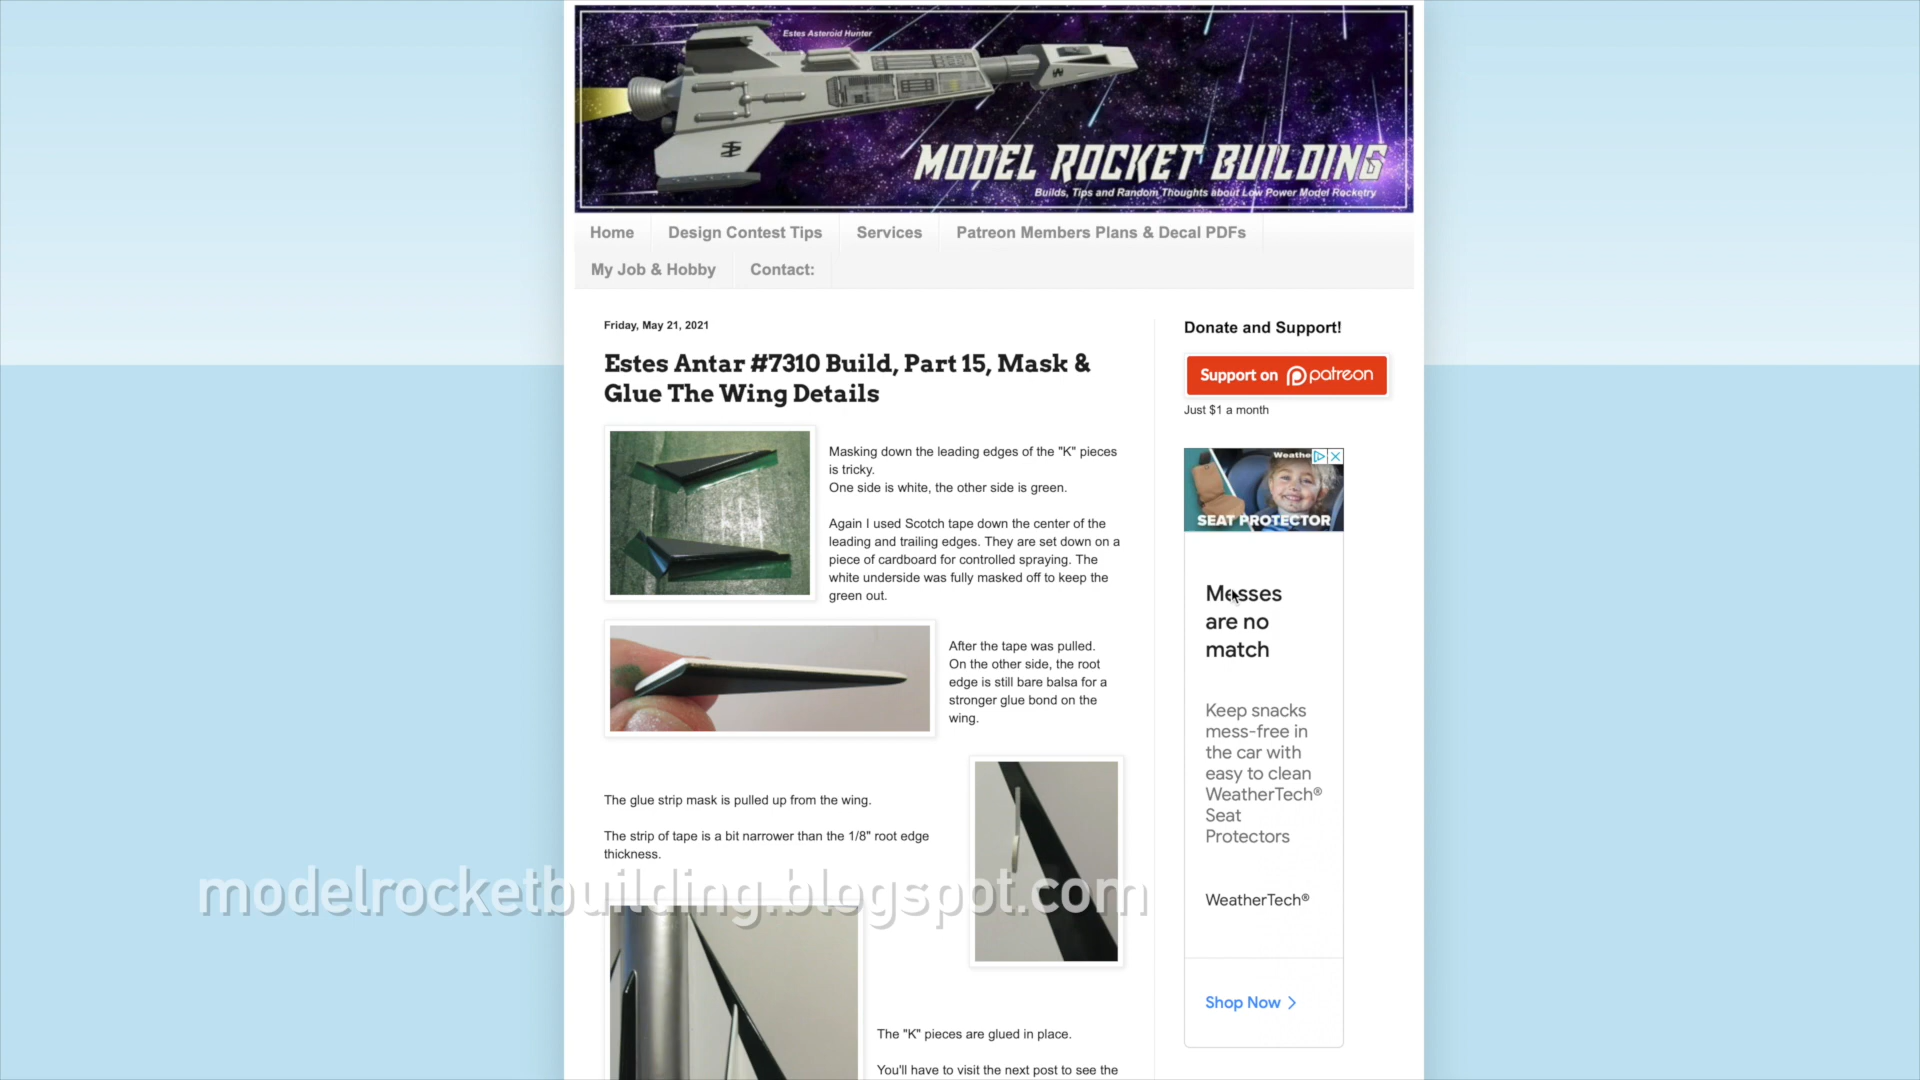 Estes Asteroid Hunter
MODEL ROCKET BUILDING
Builds, Tips and Random Thoughts about Low Power Model Rocketry
Home
Design Contest Tips
Services
Patreon Members Plans & Decal PDFs
My Job & Hobby
Contact:
Friday, May 21, 2021
Estes Antar #7310 Build, Part 15, Mask &
Glue The Wing Details
Masking down the leading edges of the "K" pieces
is tricky.
One side is white, the other side is green.
Again I used Scotch tape down the center of the
leading and trailing edges. They are set down on a
piece of cardboard for controlled spraying. The
white underside was fully masked off to keep the
green out.
After the tape was pulled.
On the other side, the root
edge is still bare balsa for a
stronger glue bond on the
wing.
The glue strip mask is pulled up from the wing.
The strip of tape is a bit narrower than the 1/8" root edge
thickness.
modelrocketbuilding.blogspot.com
The "K" pieces are glued in place.
You'll have to visit the next post to see the
Donate and Support!
Support on patreon
Just $1 a month
SEAT PROTECTOR
Messes
are no
match
Keep snacks
mess-free in
the car with
easy to clean
WeatherTech®
Seat
Protectors
WeatherTech®
Shop Now